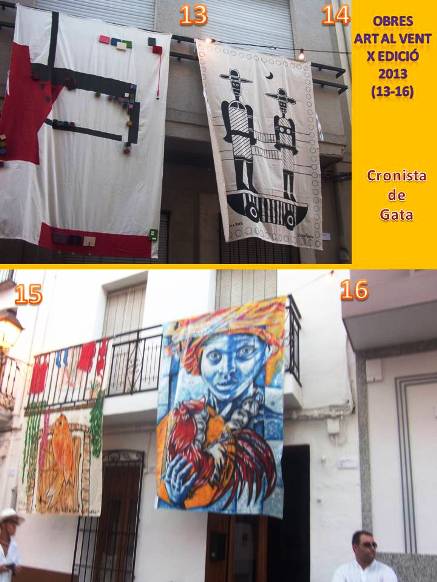 13
14
OBRES
ART AL VENT
X EDICIÓ
2013
(13-16)
Cronista
de
Gata
15
16